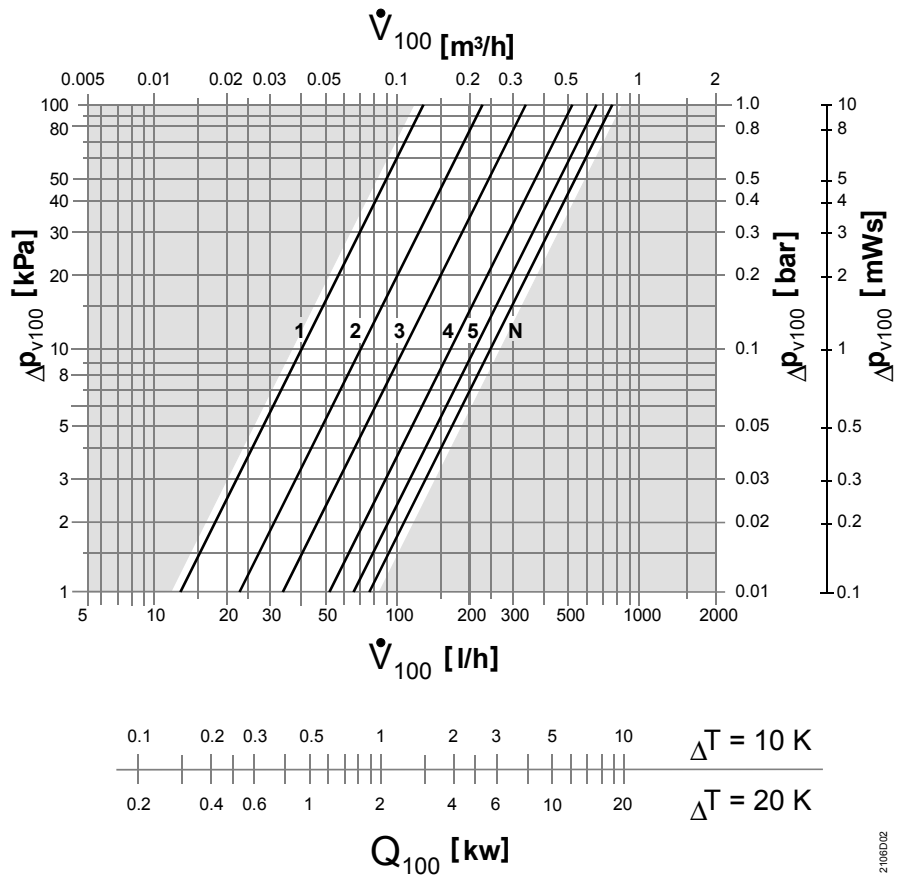 V̇100 [m³/h]
0.005 0.01 0.02 0.03 0.05 0.1 0.2 0.3 0.5 1 2
100 1.0 10
80 0.8 8
50 0.5 5
40 0.4 4
30 0.3 3
20 0.2 2
1 2 3 4 5 N
10 0.1 1
8
5 0.05 0.5
3 0.03 0.3
2 0.02 0.2
1 0.01 0.1
Δpv100 [kPa]
Δpv100 [bar]
Δpv100 [mWs]
5 10 20 30 50 100 200 300 500 1000 2000
V̇100 [l/h]
0.1 0.2 0.3 0.5 1 2 3 5 10 ΔT = 10 K
0.2 0.4 0.6 1 2 4 6 10 20 ΔT = 20 K
Q100 [kw]
2106D02